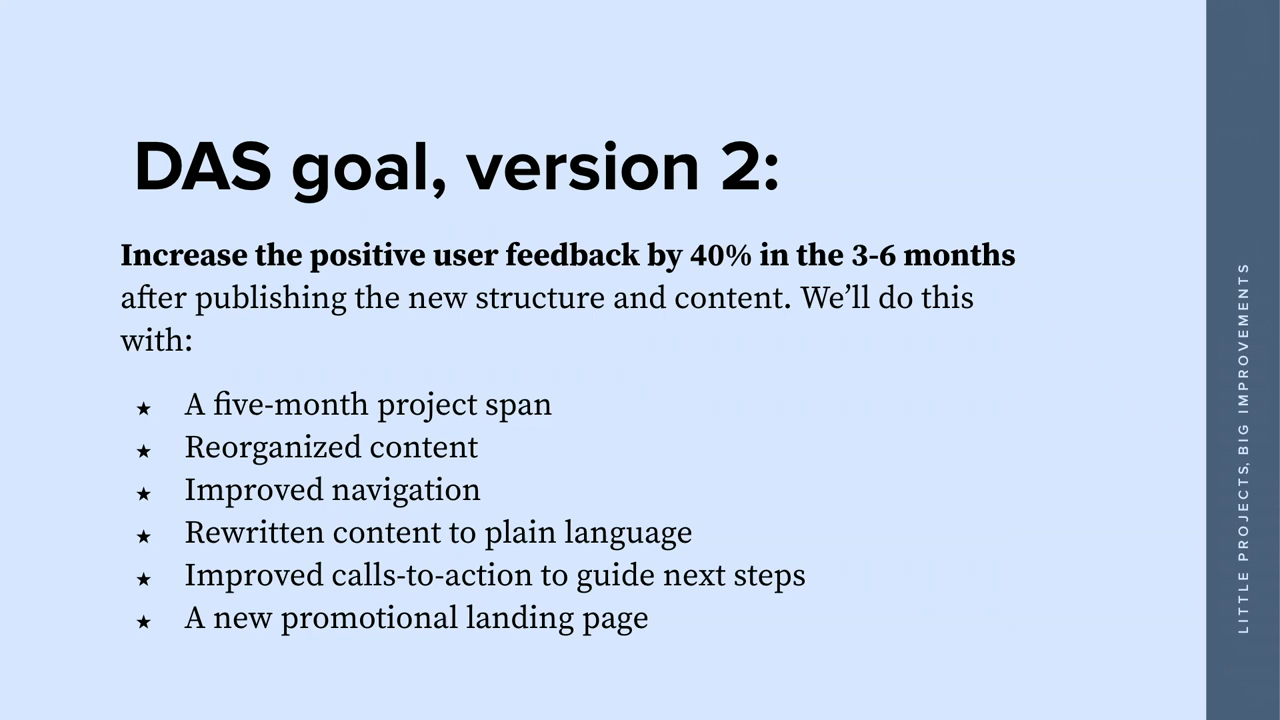 DAS goal, version 2:
Increase the positive user feedback by 40% in the 3-6 months
after publishing the new structure and content. We’ll do this
with:
★ A five-month project span
★ Reorganized content
★ Improved navigation
★ Rewritten content to plain language
★ Improved calls-to-action to guide next steps
★ A new promotional landing page
LITTLE PROJECTS, BIG IMPROVEMENTS